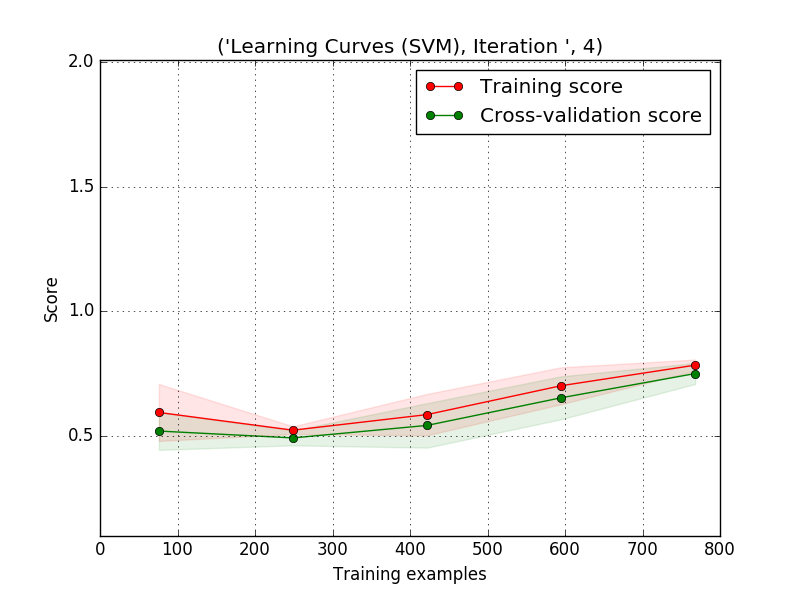 ('Learning Curves (SVM), Iteration ', 4)
Training score
Cross-validation score
2.0
1.5
1.0
0.5
Score
0 100 200 300 400 500 600 700 800
Training examples